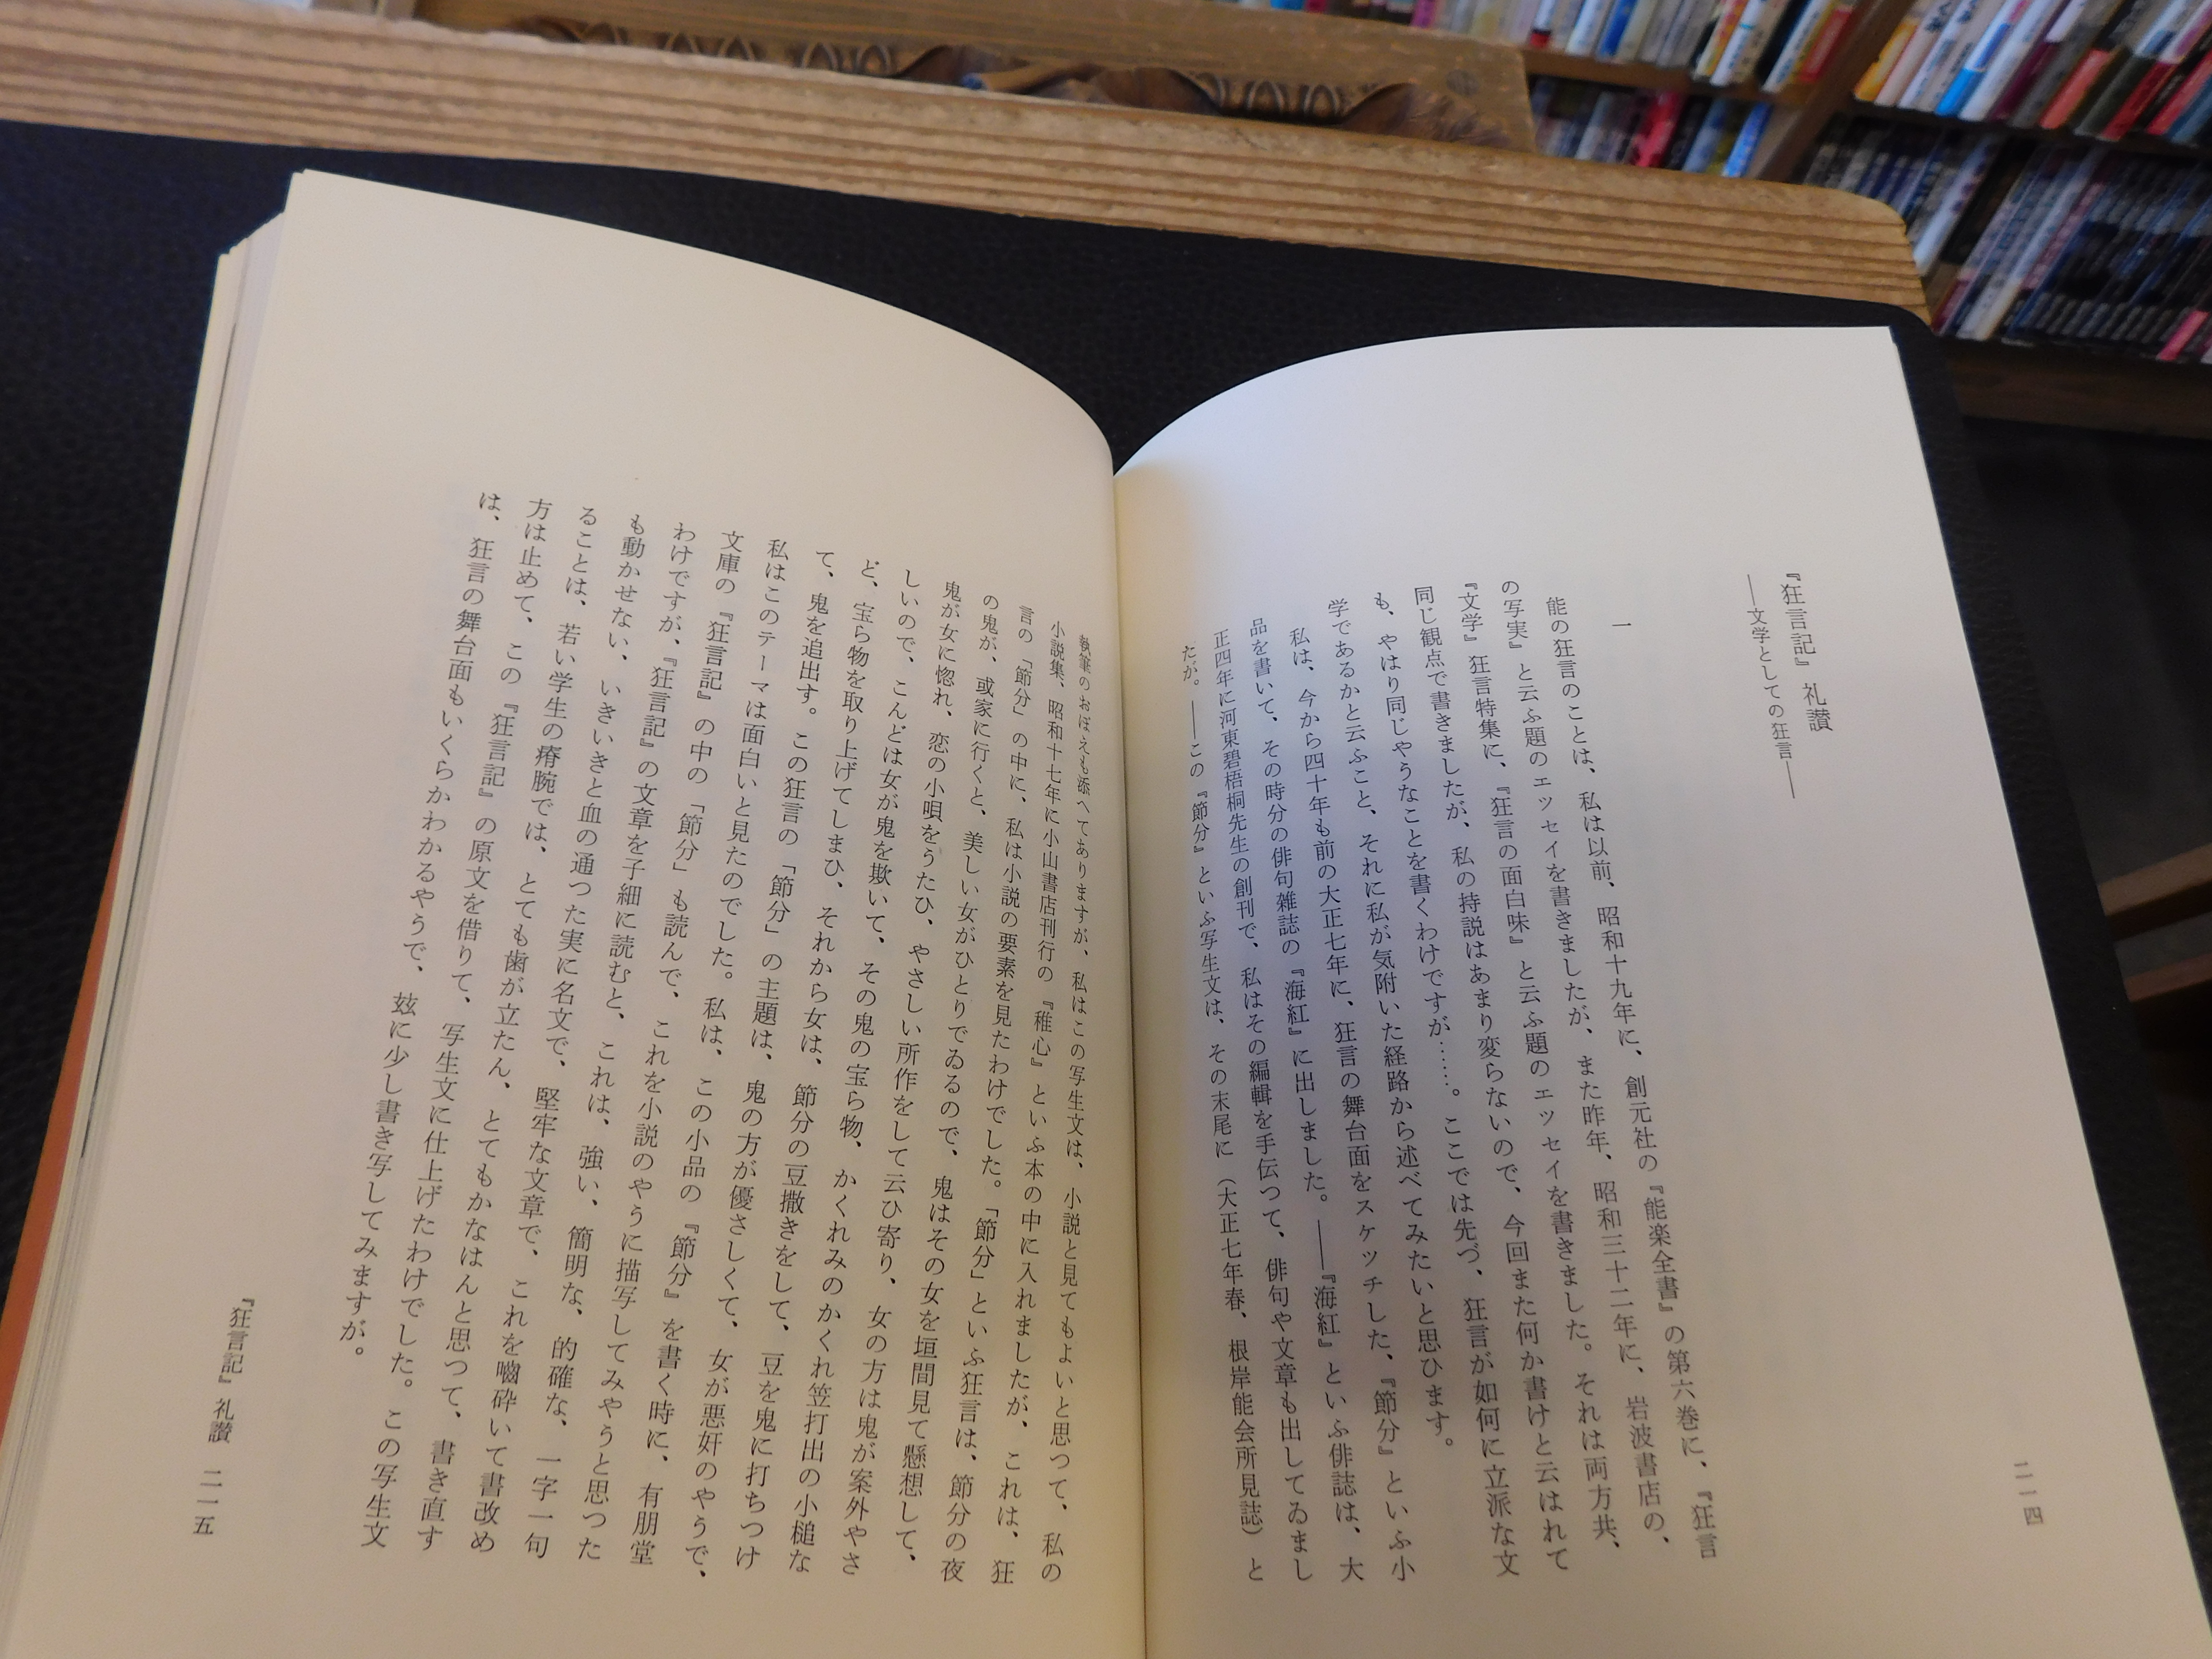 『狂言記』礼讃
――文学としての狂言――
一
能の狂言のことは、私は以前、昭和十九年に、創元社の『能楽全書』の第六巻に、『狂言
の写実』と云ふ題のエッセイを書きましたが、また昨年、昭和三十二年に、岩波書店の、
『文学』狂言特集に、『狂言の面白味』と云ふ題のエッセイを書きました。それは両方共、
同じ観点で書きましたが、私の持説はあまり変らないので、今回また何か書けと云はれて
も、やはり同じやうなことを書くわけですが……。ここでは先づ、狂言が如何に立派な文
学であるかと云ふこと、それに私が気附いた経路から述べてみたいと思ひます。
私は、今から四十年も前の大正七年に、狂言の舞台面をスケッチした、『節分』といふ小
品を書いて、その時分の俳句雑誌の『海紅』に出しました。――『海紅』といふ俳誌は、大
正四年に河東碧梧桐先生の創刊で、私はその編輯を手伝つて、俳句や文章も出してゐまし
たが。――この『節分』といふ写生文は、その末尾に（大正七年春、根岸能会所見誌）と
二一四
執筆のおぼえも添へてありますが、私はこの写生文は、小説と見てもよいと思つて、私の
小説集、昭和十七年に小山書店刊行の『稚心』といふ本の中に入れましたが、これは、狂
言の「節分」の中に、私は小説の要素を見たわけでした。「節分」といふ狂言は、節分の夜
の鬼が、或家に行くと、美しい女がひとりでゐるので、鬼はその女を垣間見て懸想して、
鬼が女に惚れ、恋の小唄をうたひ、やさしい所作をして云ひ寄り、女の方は鬼が案外やさ
しいので、こんどは女が鬼を欺いて、その鬼の宝ら物、かくれみのかくれ笠打出の小槌な
ど、宝ら物を取り上げてしまひ、それから女は、節分の豆撒きをして、豆を鬼に打ちつけ
て、鬼を追出す。この狂言の「節分」の主題は、鬼の方が優さしくて、女が悪奸のやうで、
私はこのテーマは面白いと見たのでした。私は、この小品の『節分』を書く時に、有朋堂
文庫の『狂言記』の中の「節分」も読んで、これを小説のやうに描写してみやうと思つた
わけですが、『狂言記』の文章を子細に読むと、これは、強い、簡明な、的確な、一字一句
も動かせない、いきいきと血の通つた実に名文で、堅牢な文章で、これを嚙砕いて書改め
ることは、若い学生の瘠腕では、とても歯が立たん、とてもかなはんと思つて、書き直す
方は止めて、この『狂言記』の原文を借りて、写生文に仕上げたわけでした。この写生文
は、狂言の舞台面もいくらかわかるやうで、玆に少し書き写してみますが。
『狂言記』礼讃　二一五